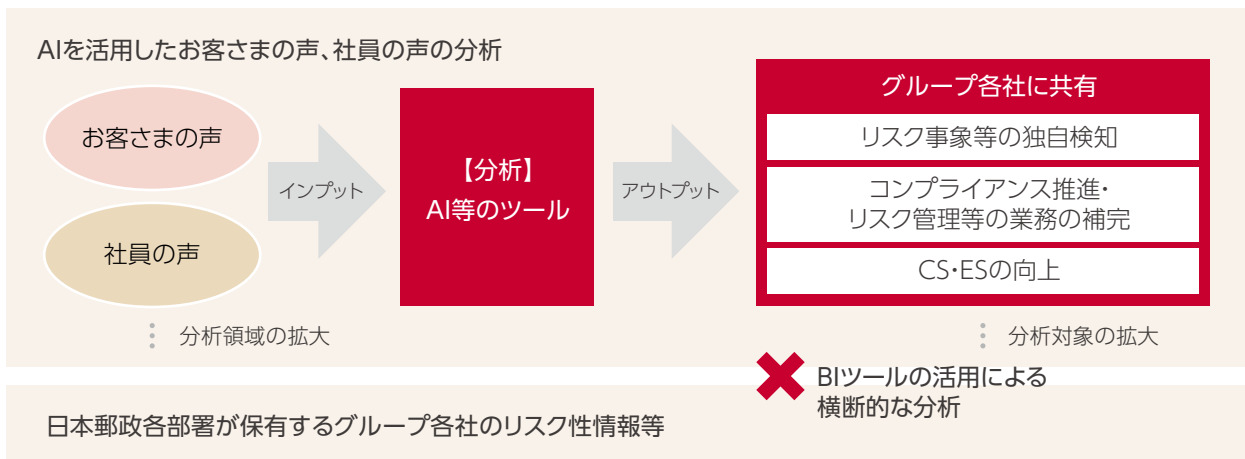 AIを活用したお客さまの声、社員の声の分析
お客さまの声
社員の声
インプット
【分析】
AI等のツール
アウトプット
グループ各社に共有
リスク事象等の独自検知
コンプライアンス推進・
リスク管理等の業務の補完
CS・ESの向上
分析領域の拡大
分析対象の拡大
BIツールの活用による
横断的な分析
日本郵政各部署が保有するグループ各社のリスク性情報等